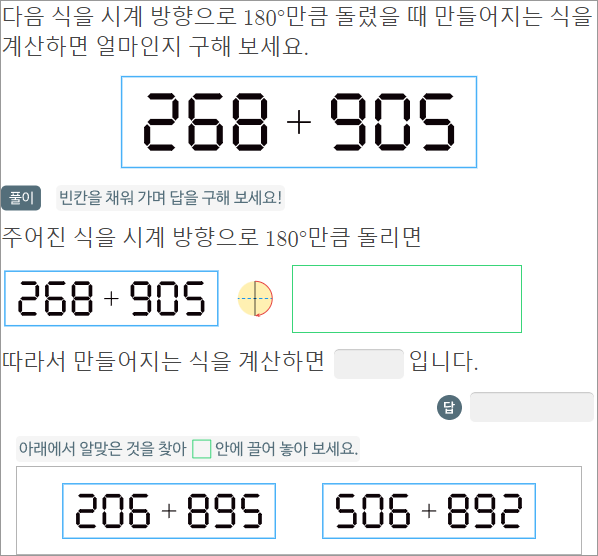 다음 식을 시계 방향으로 180°만큼 돌렸을 때 만들어지는 식을
계산하면 얼마인지 구해 보세요.
268 + 905
풀이 빈칸을 채워 가며 답을 구해 보세요!
주어진 식을 시계 방향으로 180°만큼 돌리면
268 + 905
따라서 만들어지는 식을 계산하면 입니다.
답
아래에서 알맞은 것을 찾아 안에 끌어 놓아 보세요.
206 + 895 506 + 892